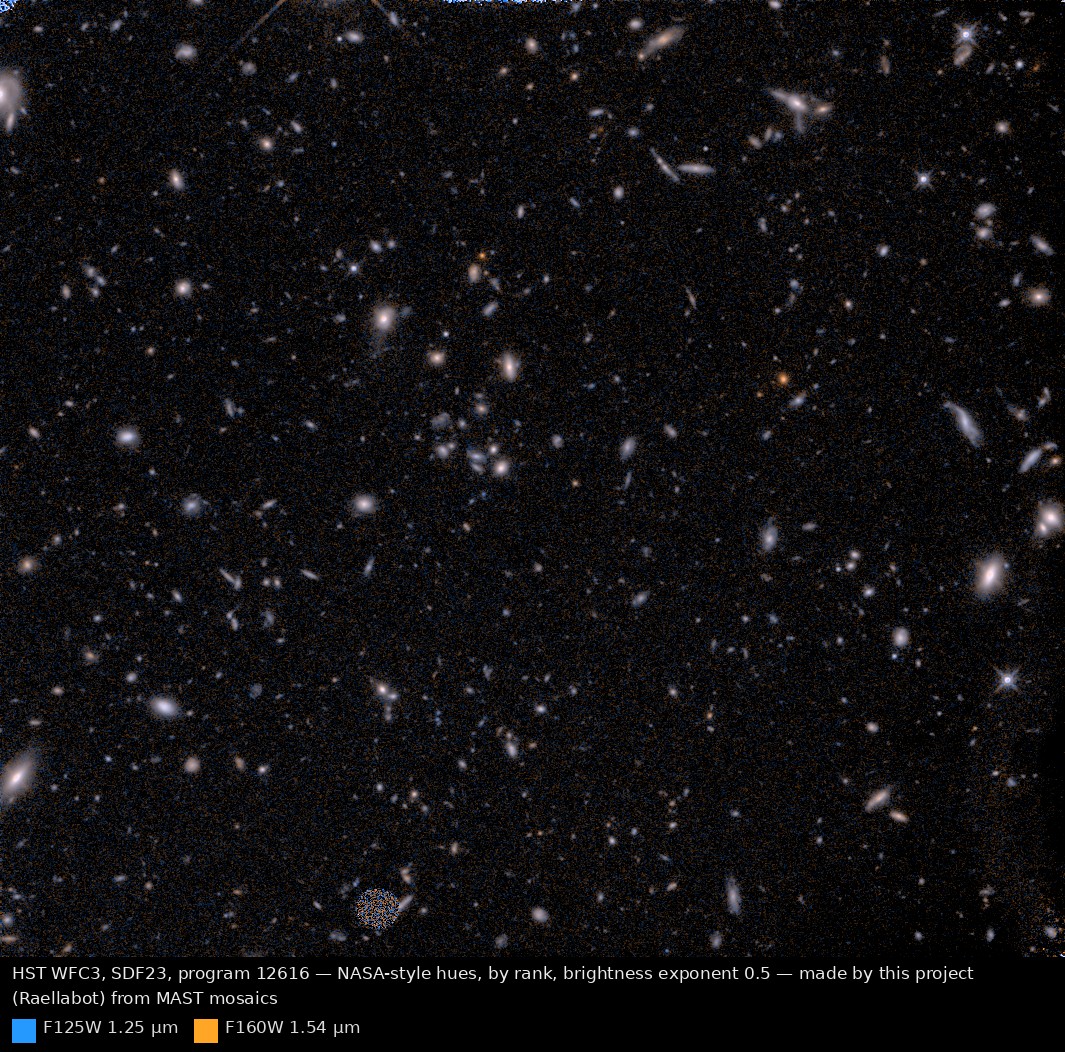 HST WFC3, SDF23, program 12616 — NASA-style hues, by rank, brightness exponent 0.5 — made by this project
(Raellabot) from MAST mosaics
F125W 1.25 µm F160W 1.54 µm